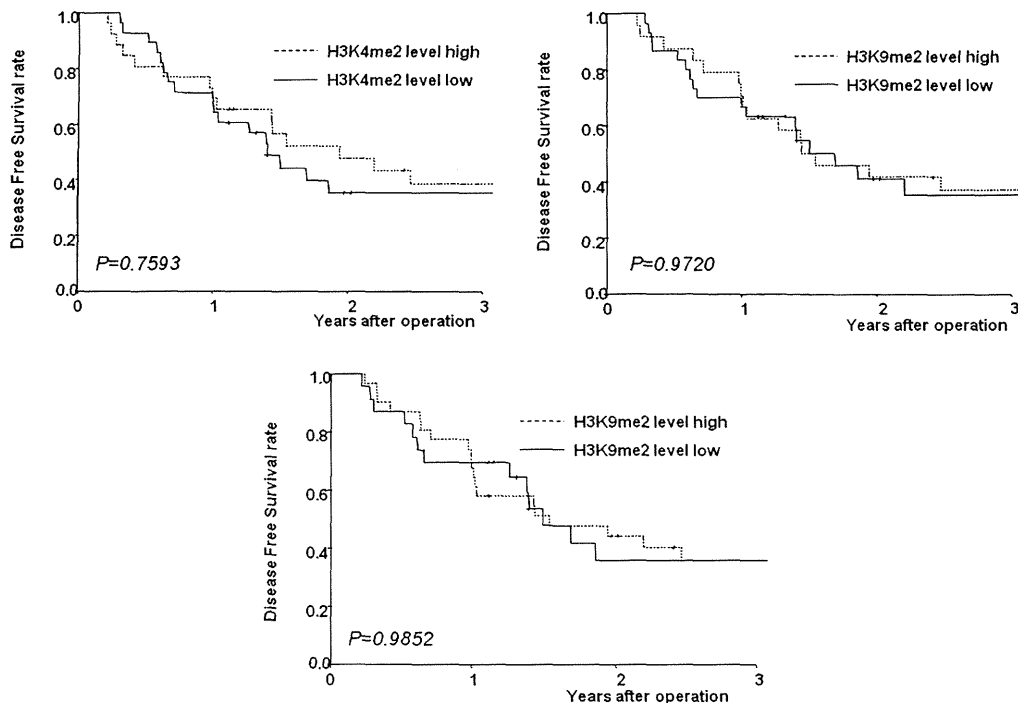 1.0
0.8
0.6
0.4
0.2
0.0
Disease Free Survival rate
H3K4me2 level high
H3K4me2 level low
P=0.7593
0 1 2 3
Years after operation
1.0
0.8
0.6
0.4
0.2
0.0
Disease Free Survival rate
H3K9me2 level high
H3K9me2 level low
P=0.9720
0 1 2 3
Years after operation
1.0
0.8
0.6
0.4
0.2
0.0
Disease Free Survival rate
H3K9me2 level high
H3K9me2 level low
P=0.9852
0 1 2 3
Years after operation